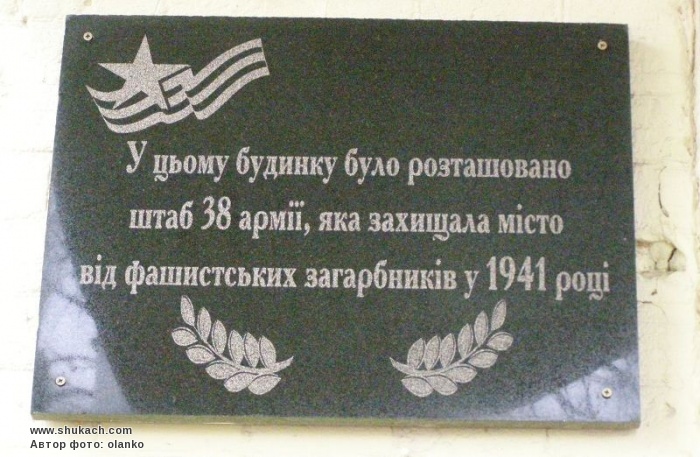 У цьому будинку було розташовано
штаб 38 армії, яка захищала місто
від фашистських загарбників у 1941 році
www.shukach.com
Автор фото: olanko